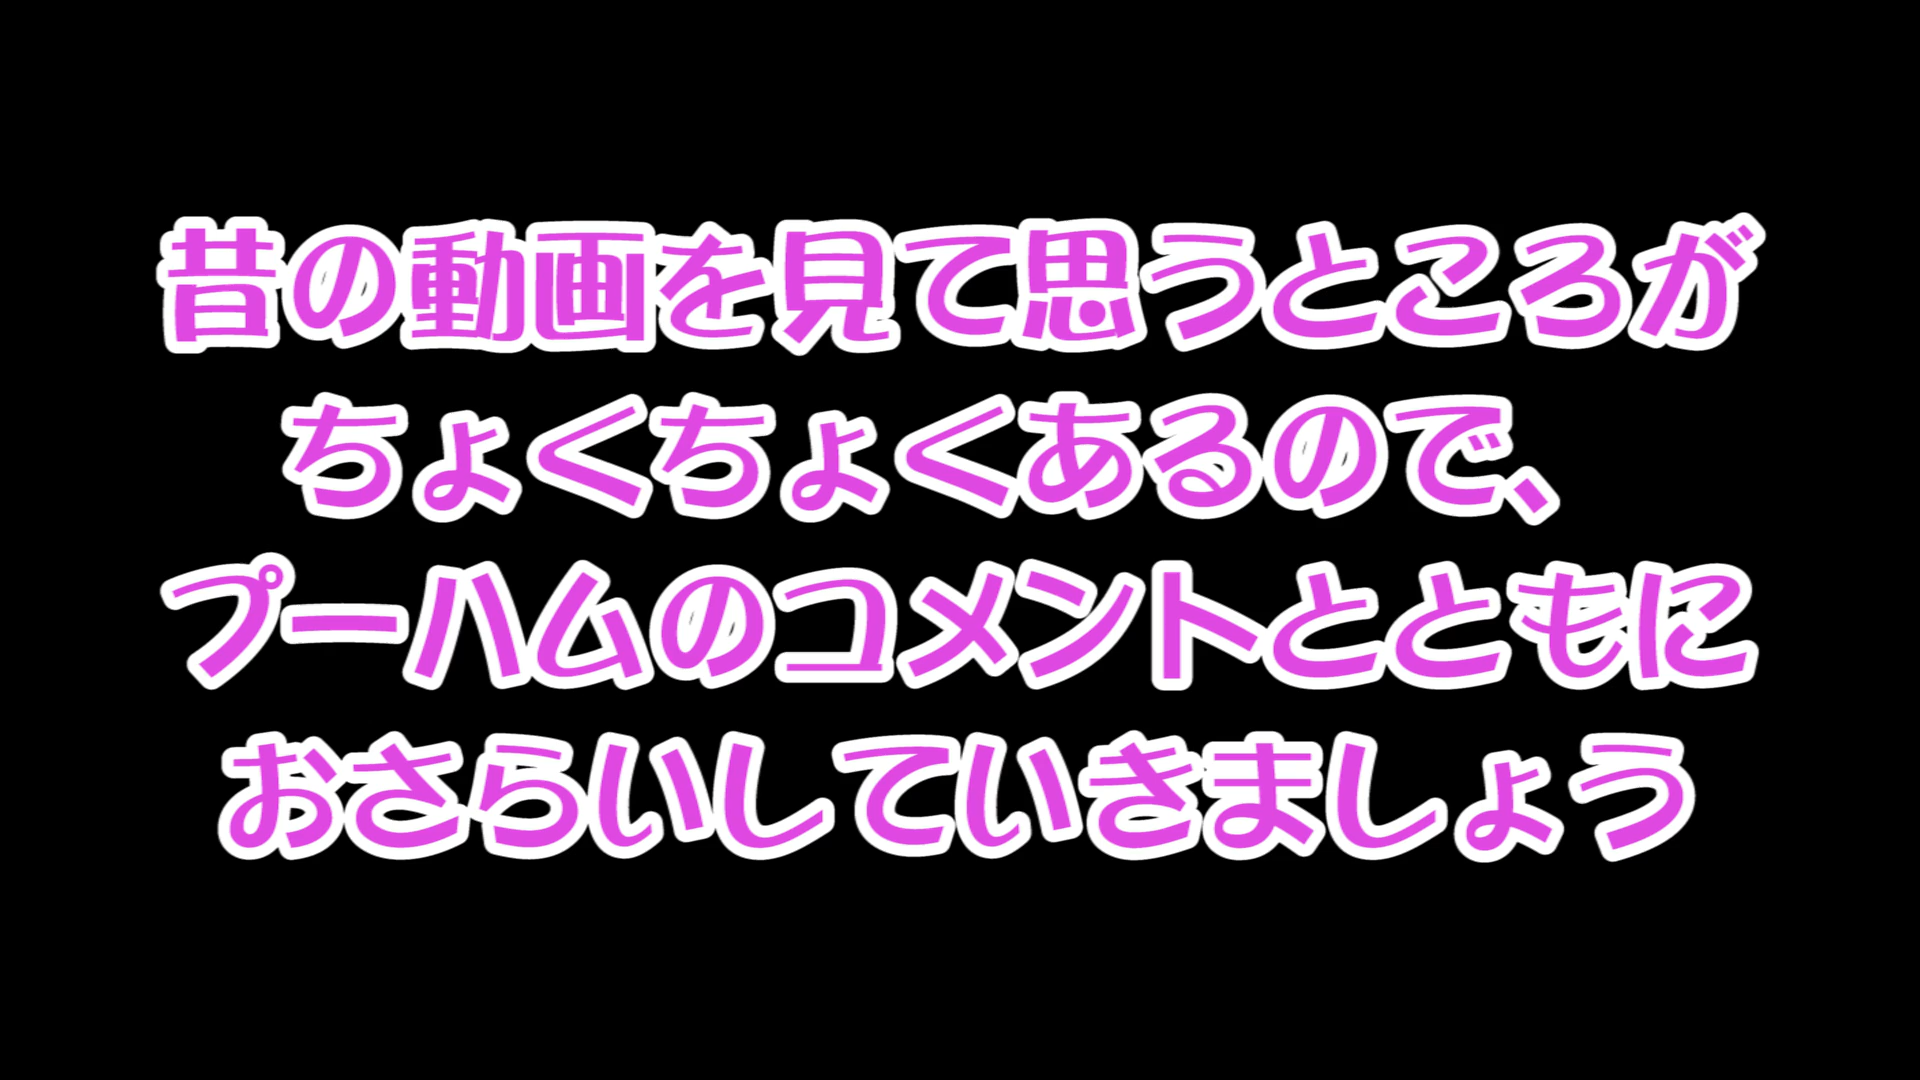 昔の動画を見て思うところが
ちょくちょくあるので、
プーハムのコメントとともに
おさらいしていきましょう